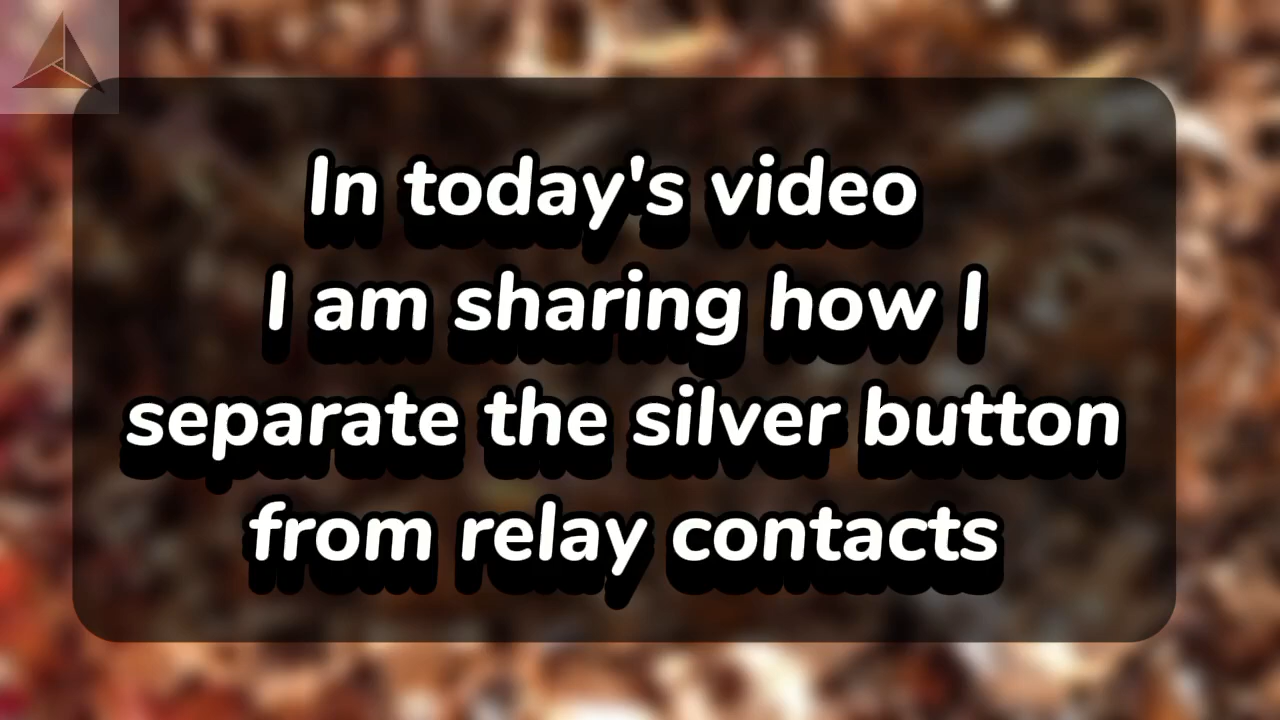 In today's video
I am sharing how I
separate the silver button
from relay contacts